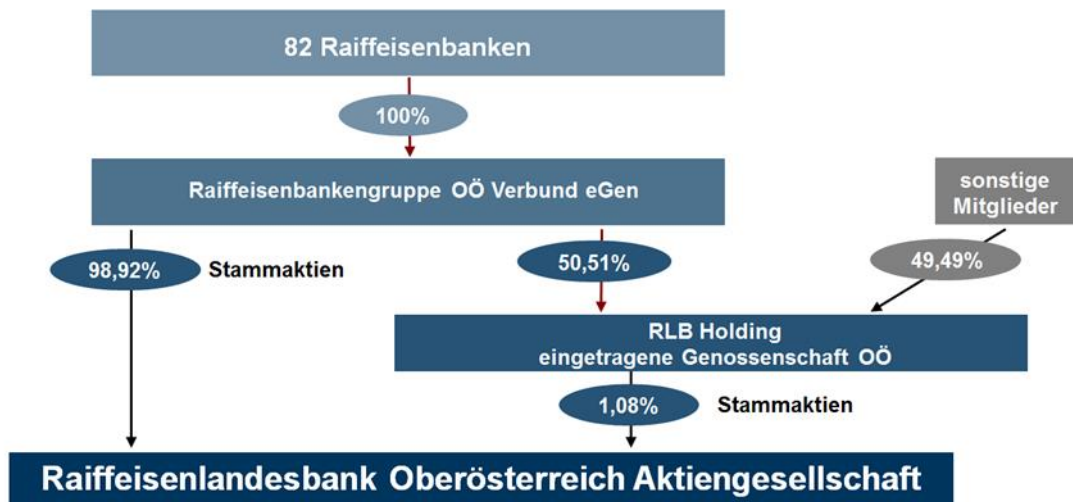 82 Raiffeisenbanken
100%
Raiffeisenbankengruppe OÖ Verbund eGen
sonstige
Mitglieder
98,92%
Stammaktien
50,51%
49,49%
RLB Holding
eingetragene Genossenschaft OÖ
1,08%
Stammaktien
Raiffeisenlandesbank Oberösterreich Aktiengesellschaft